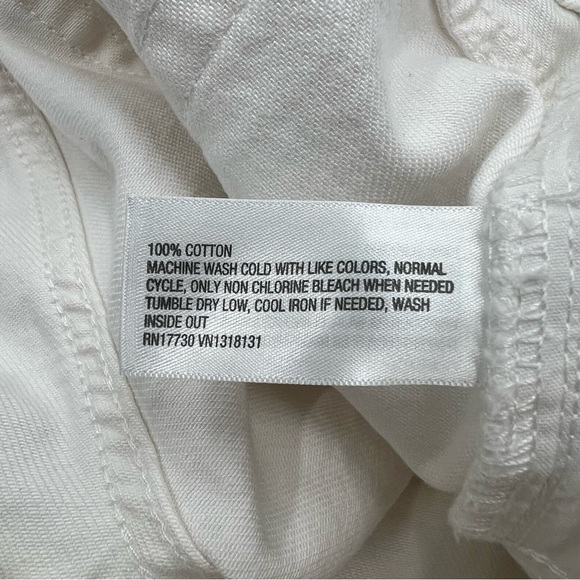 100% COTTON
MACHINE WASH COLD WITH LIKE COLORS, NORMAL
CYCLE, ONLY NON CHLORINE BLEACH WHEN NEEDED
TUMBLE DRY LOW, COOL IRON IF NEEDED, WASH
INSIDE OUT
RN17730 VN1318131